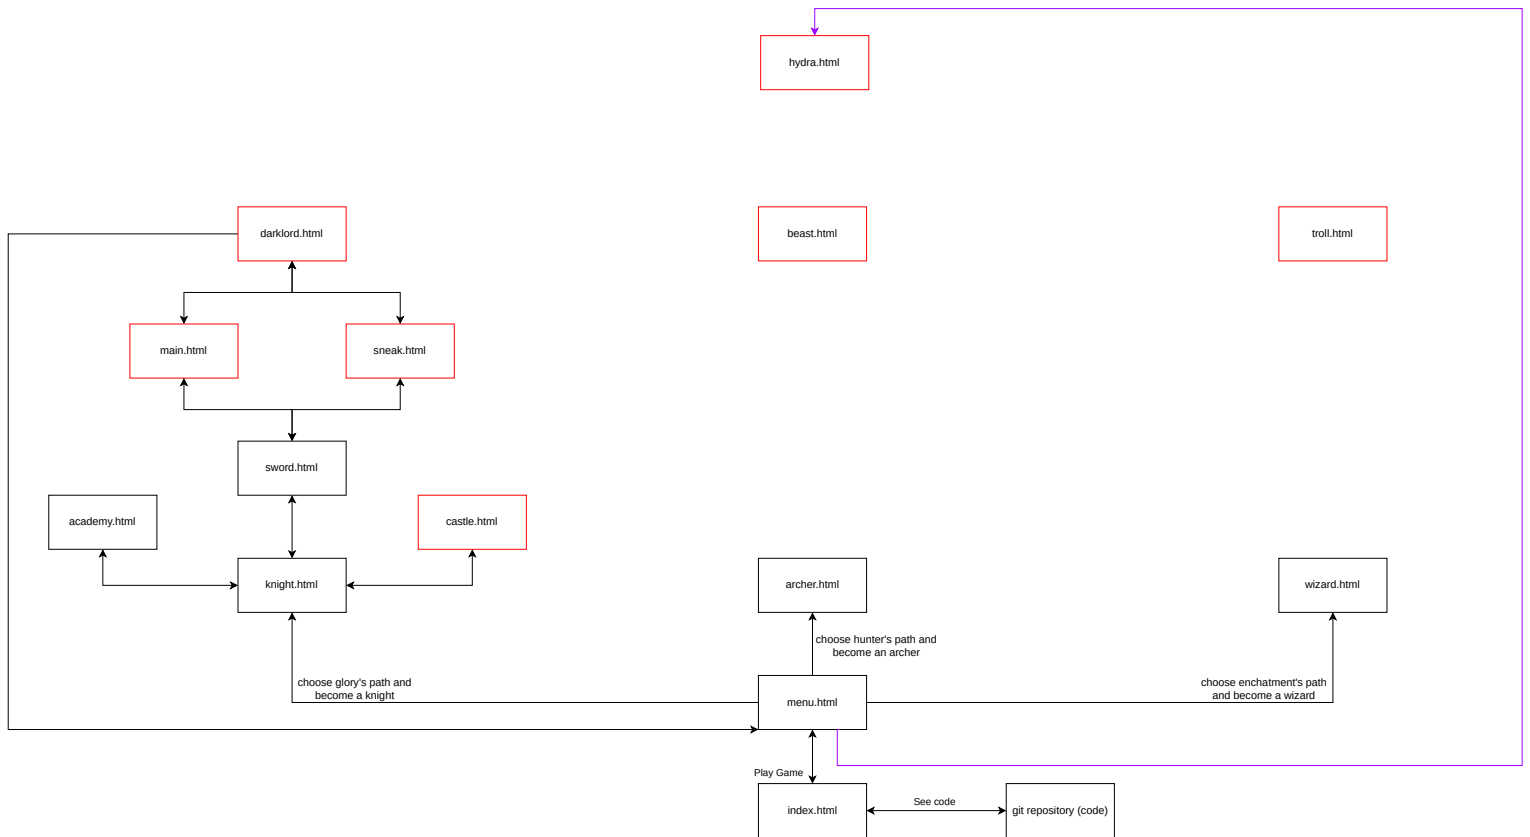 hydra.html
darklord.html
beast.html
troll.html
main.html
sneak.html
sword.html
academy.html
castle.html
knight.html
archer.html
wizard.html
choose hunter's path and
become an archer
choose glory's path and
become a knight
choose enchatment's path
and become a wizard
menu.html
Play Game
index.html
See code
git repository (code)